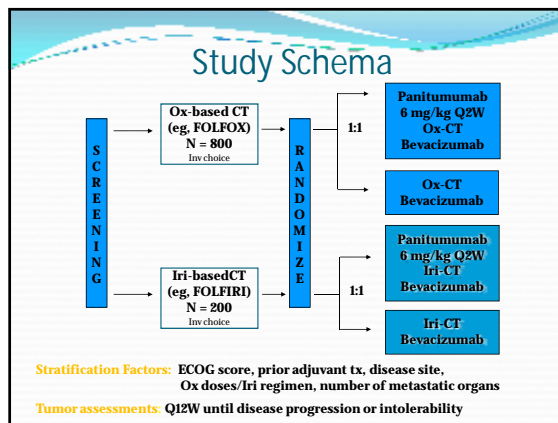 Study Schema
SCREENING
Ox-based CT
(eg, FOLFOX)
N = 800
Inv choice
Iri-basedCT
(eg, FOLFIRI)
N = 200
Inv choice
RANDOMIZE
1:1
Panitumumab
6 mg/kg Q2W
Ox-CT
Bevacizumab
Ox-CT
Bevacizumab
1:1
Panitumumab
6 mg/kg Q2W
Iri-CT
Bevacizumab
Iri-CT
Bevacizumab
Stratification Factors: ECOG score, prior adjuvant tx, disease site,
Ox doses/Iri regimen, number of metastatic organs
Tumor assessments: Q12W until disease progression or intolerability